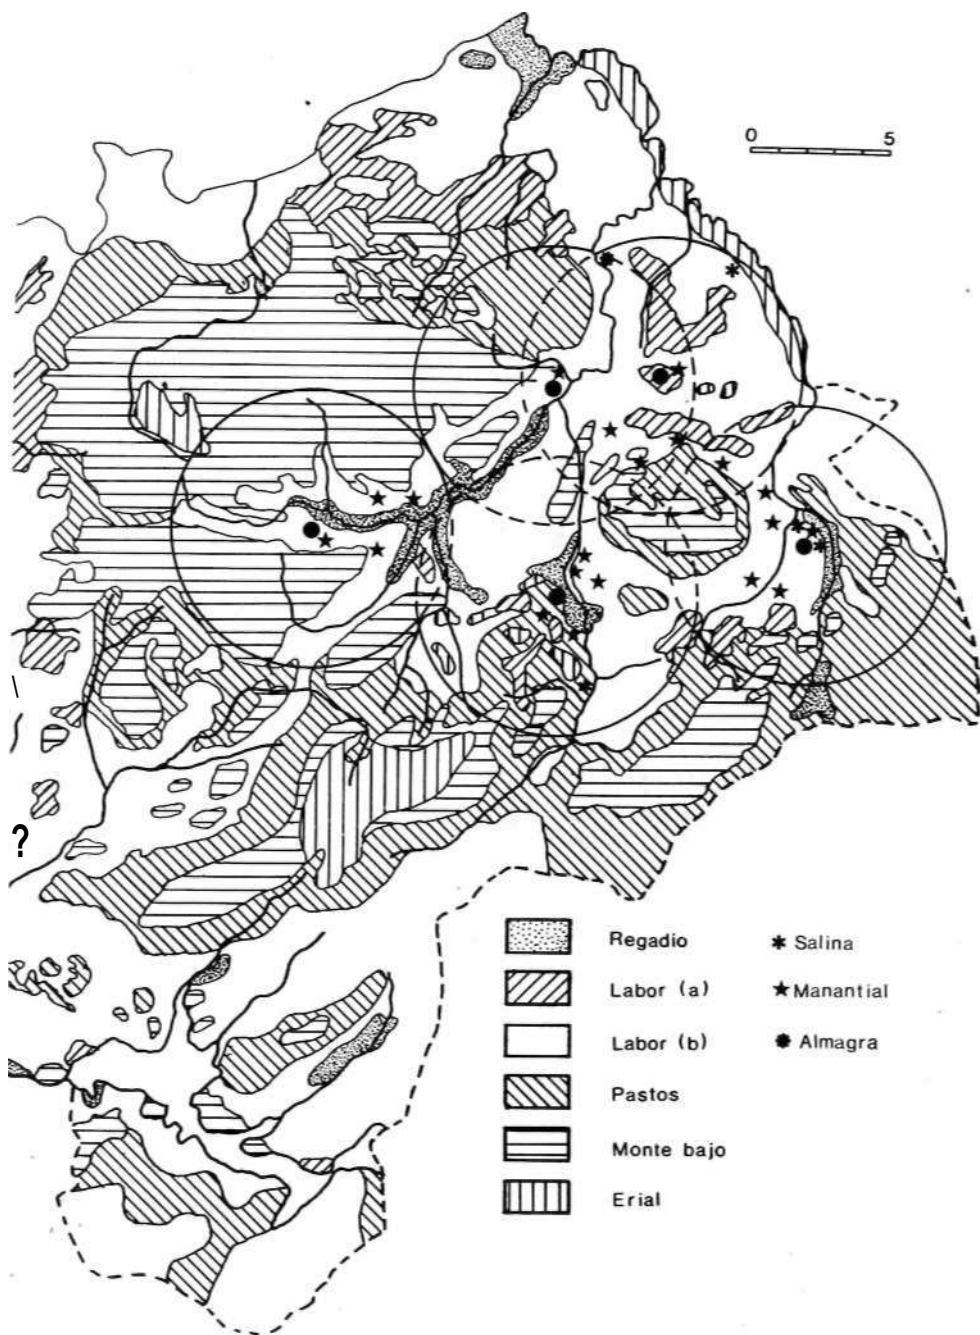 0 5
?
Regadio
* Salina
Labor (a)
★ Manantial
Labor (b)
Almagra
Pastos
Monte bajo
Erial